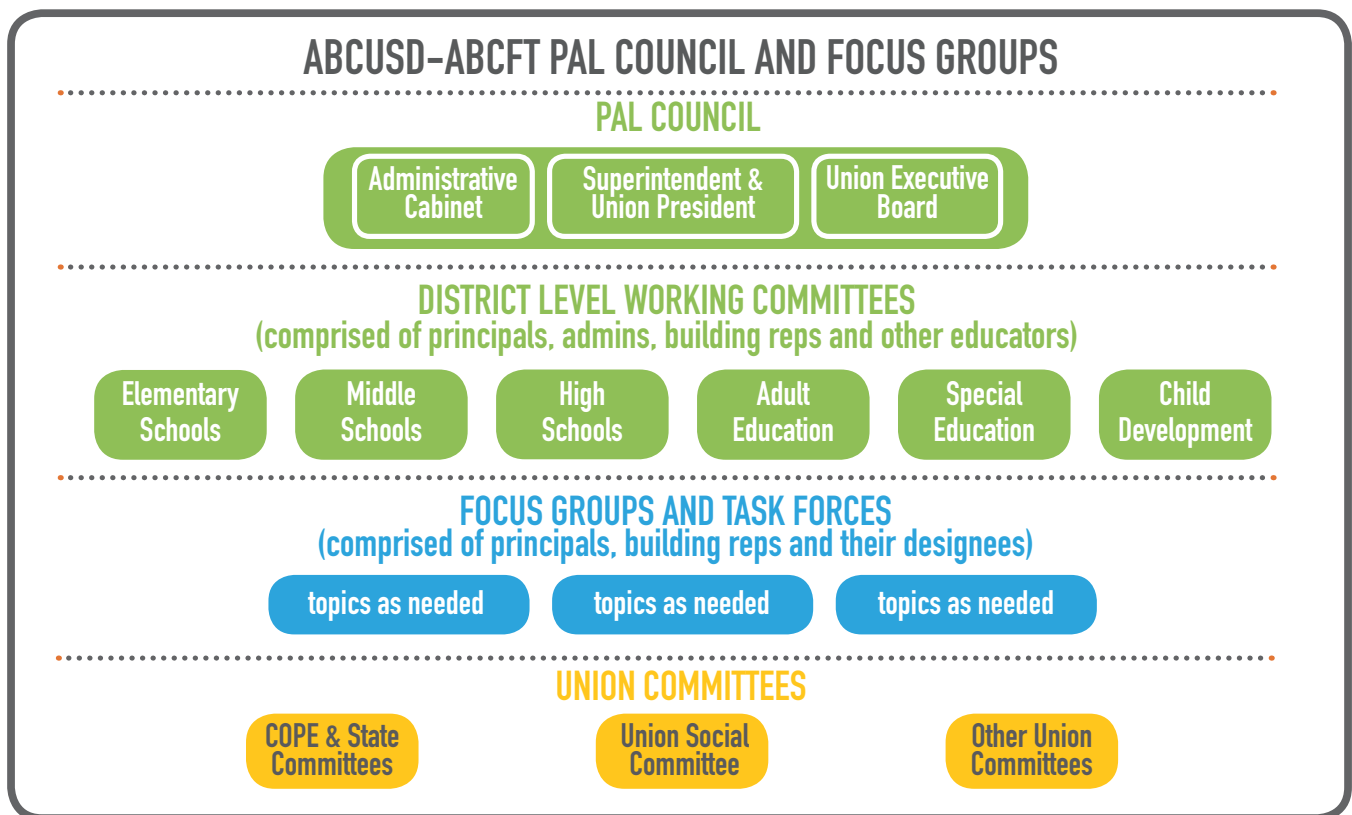 ABCUSD–ABCFT PAL COUNCIL AND FOCUS GROUPS
PAL COUNCIL
Administrative
Cabinet
Superintendent &
Union President
Union Executive
Board
DISTRICT LEVEL WORKING COMMITTEES
(comprised of principals, admins, building reps and other educators)
Elementary
Schools
Middle
Schools
High
Schools
Adult
Education
Special
Education
Child
Development
FOCUS GROUPS AND TASK FORCES
(comprised of principals, building reps and their designees)
topics as needed
topics as needed
topics as needed
UNION COMMITTEES
COPE & State
Committees
Union Social
Committee
Other Union
Committees